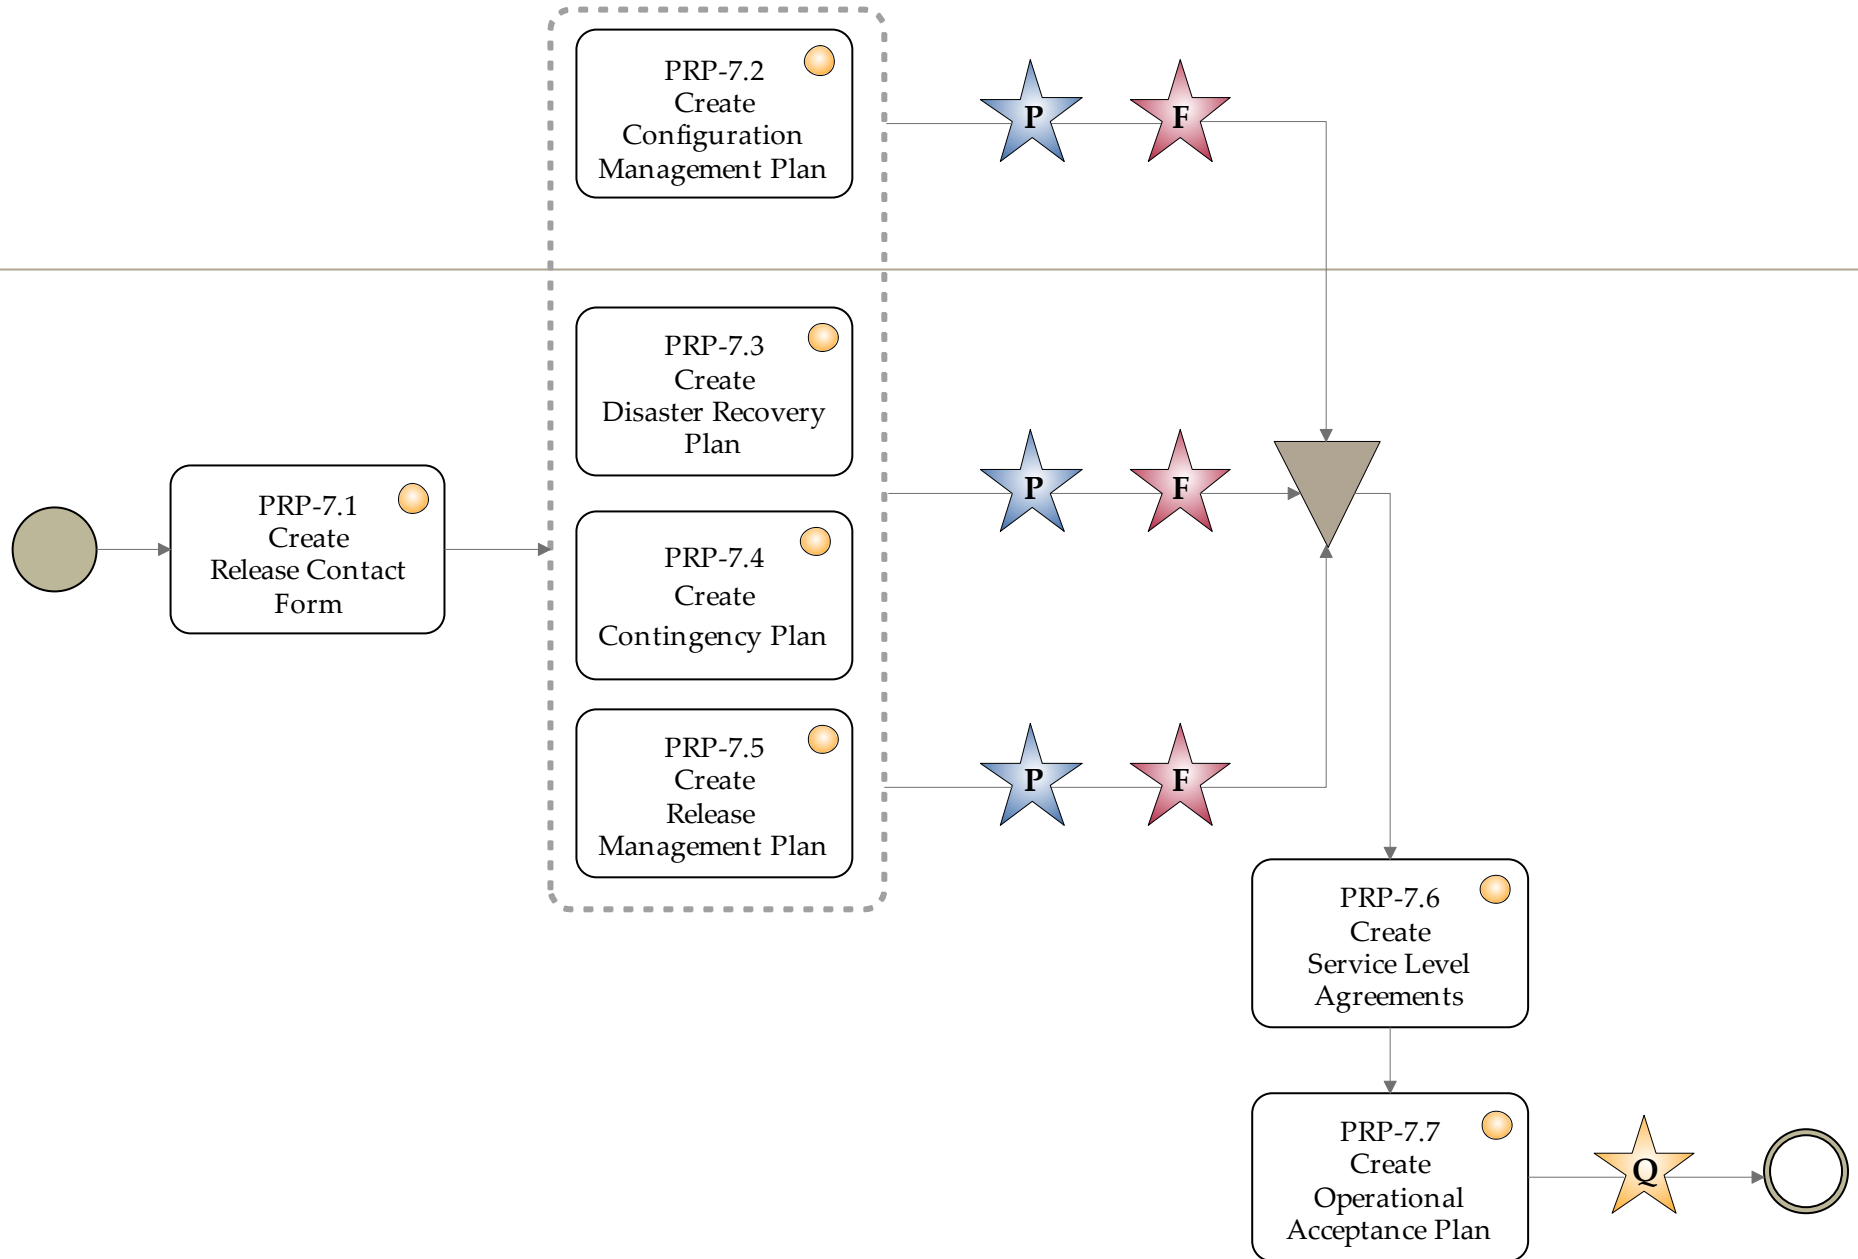 PRP-7.2
Create
Configuration
Management Plan
P
F
PRP-7.3
Create
Disaster Recovery
Plan
P
F
PRP-7.1
Create
Release Contact
Form
PRP-7.4
Create
Contingency Plan
PRP-7.5
Create
Release
Management Plan
P
F
PRP-7.6
Create
Service Level
Agreements
PRP-7.7
Create
Operational
Acceptance Plan
Q